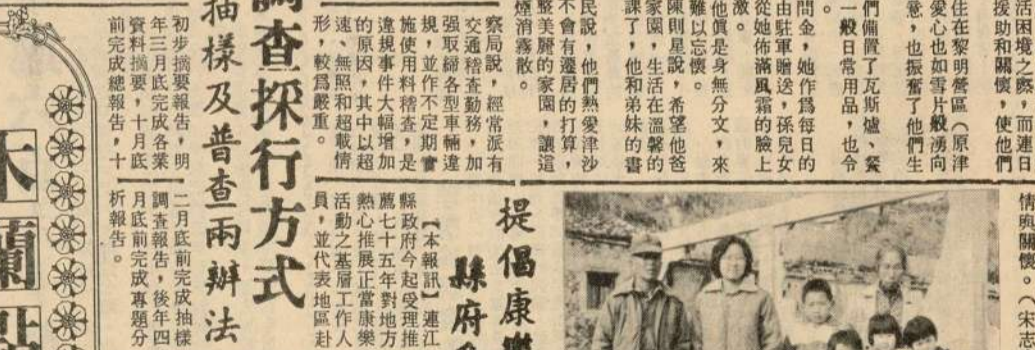 活困境之際，而連日
援助和關懷，使他們
住在黎明營區（原津
愛心也如雪片般湧向
意，也振奮了他們生
們備置了瓦斯爐、餐
一般日常用品，也令
。
問金，她作爲每日的
由駐軍贈送，孫兒女
從她佈滿風霜的臉上
激。
他眞是身無分文，來
難以忘懷。
陳則星說，希望他爸
家園，生活在溫馨的
課了，他和弟妹的書
民說，他們熱愛津沙
不會有遷居的打算，
整美麗的家園，讓這
煙消霧散。
情與關懷。（宋志
察局說，經常派有
交通稽查勤務，加
强取締各型車輛違
規，並作不定期實
施使用料稽查，是
違規事件大幅增加
的原因，其中以超
速、無照和超載情
形，較爲嚴重。
提倡康樂
縣府
【本報訊】連江
縣政府今起受理推
薦七十五年對地方
熱心推展正當康樂
活動之基層工作人
員，並代表地區赴
調查採行方式
抽樣及普查兩辦法
初步摘要報告，明
年三月底完成各業
資料摘要，十月底
前完成總報告，十
二月底前完成抽樣
調查報告，後年四
月底前完成專題分
析報告。
木蘭